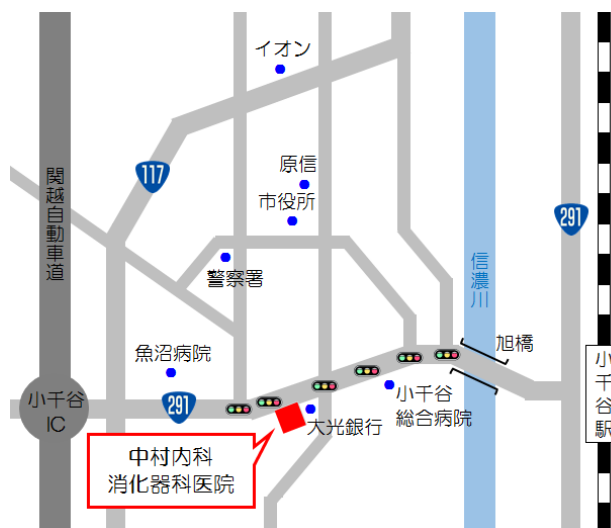 イオン
117
関越自動車道
原信
市役所
291
警察署
信濃川
旭橋
魚沼病院
小千谷駅
小千谷
IC
291
小千谷
総合病院
大光銀行
中村内科
消化器科医院